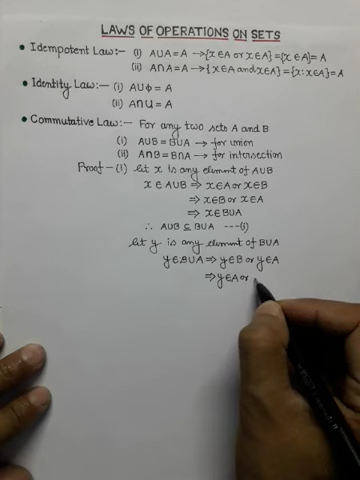 LAWS OF OPERATIONS ON SETS
• Idempotent Law:- (i) A∪A = A → {x∈A or x∈A} = {x∈A} = A
(ii) A∩A = A → {x∈A and x∈A} = {x:x∈A} = A
• Identity Law:- (i) A∪ϕ = A
(ii) A∩U = A
• Commutative Law:- For any two sets A and B
(i) A∪B = B∪A → for union
(ii) A∩B = B∩A → for intersection
Proof - (i) let x is any element of A∪B
x∈A∪B ⇒ x∈A or x∈B
⇒ x∈B or x∈A
⇒ x∈B∪A
∴ A∪B ⊆ B∪A ---(i)
let y is any element of B∪A
y∈B∪A ⇒ y∈B or y∈A
⇒ y∈A or